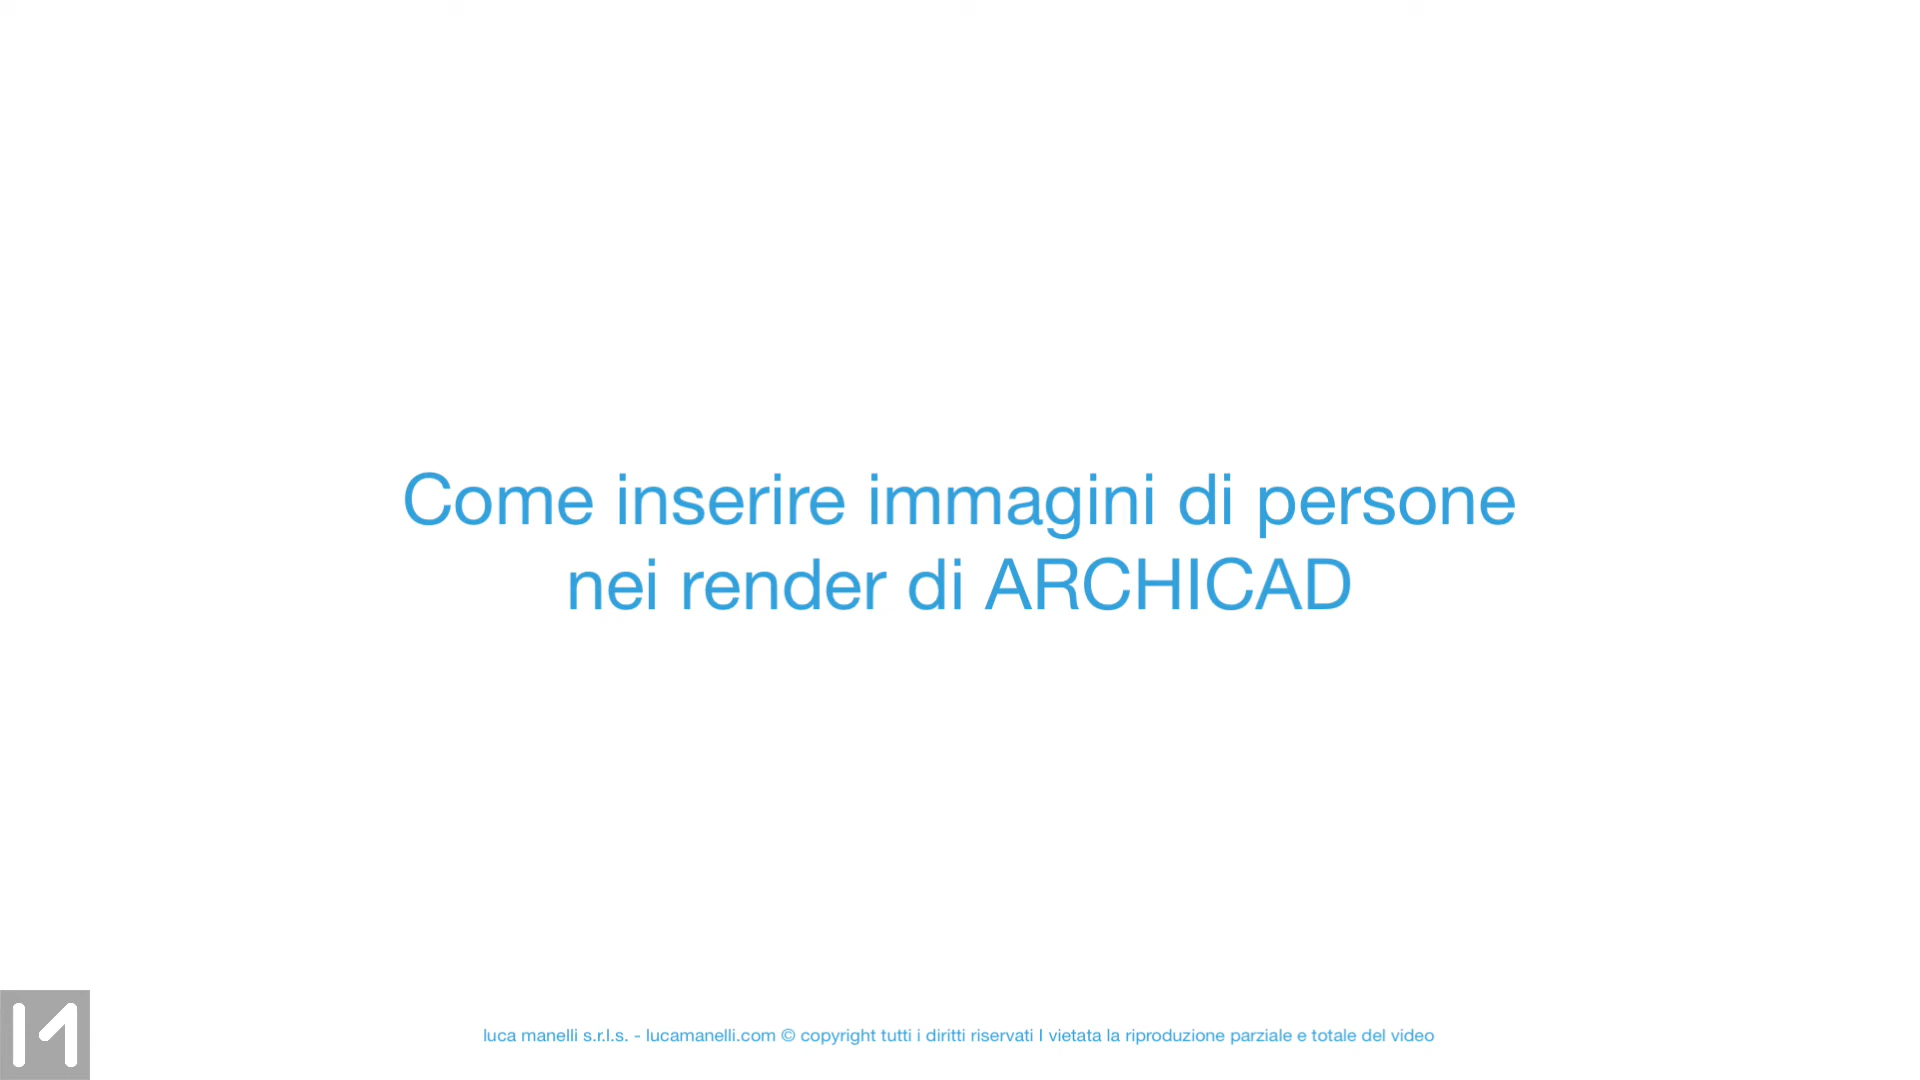 Come inserire immagini di persone
nei render di ARCHICAD
luca manelli s.r.l.s. - lucamanelli.com © copyright tutti i diritti riservati I vietata la riproduzione parziale e totale del video